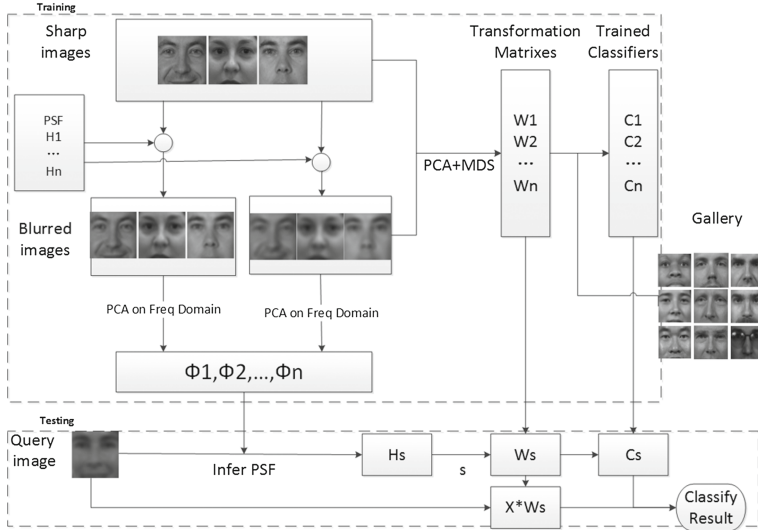 Training
Sharp
images
Transformation
Matrixes
Trained
Classifiers
PSF
H1
...
Hn
W1
W2
...
Wn
C1
C2
...
Cn
PCA+MDS
Blurred
images
Gallery
PCA on Freq Domain
PCA on Freq Domain
Φ1,Φ2,...,Φn
Testing
Query
image
Infer PSF
Hs
s
Ws
Cs
X*Ws
Classify
Result